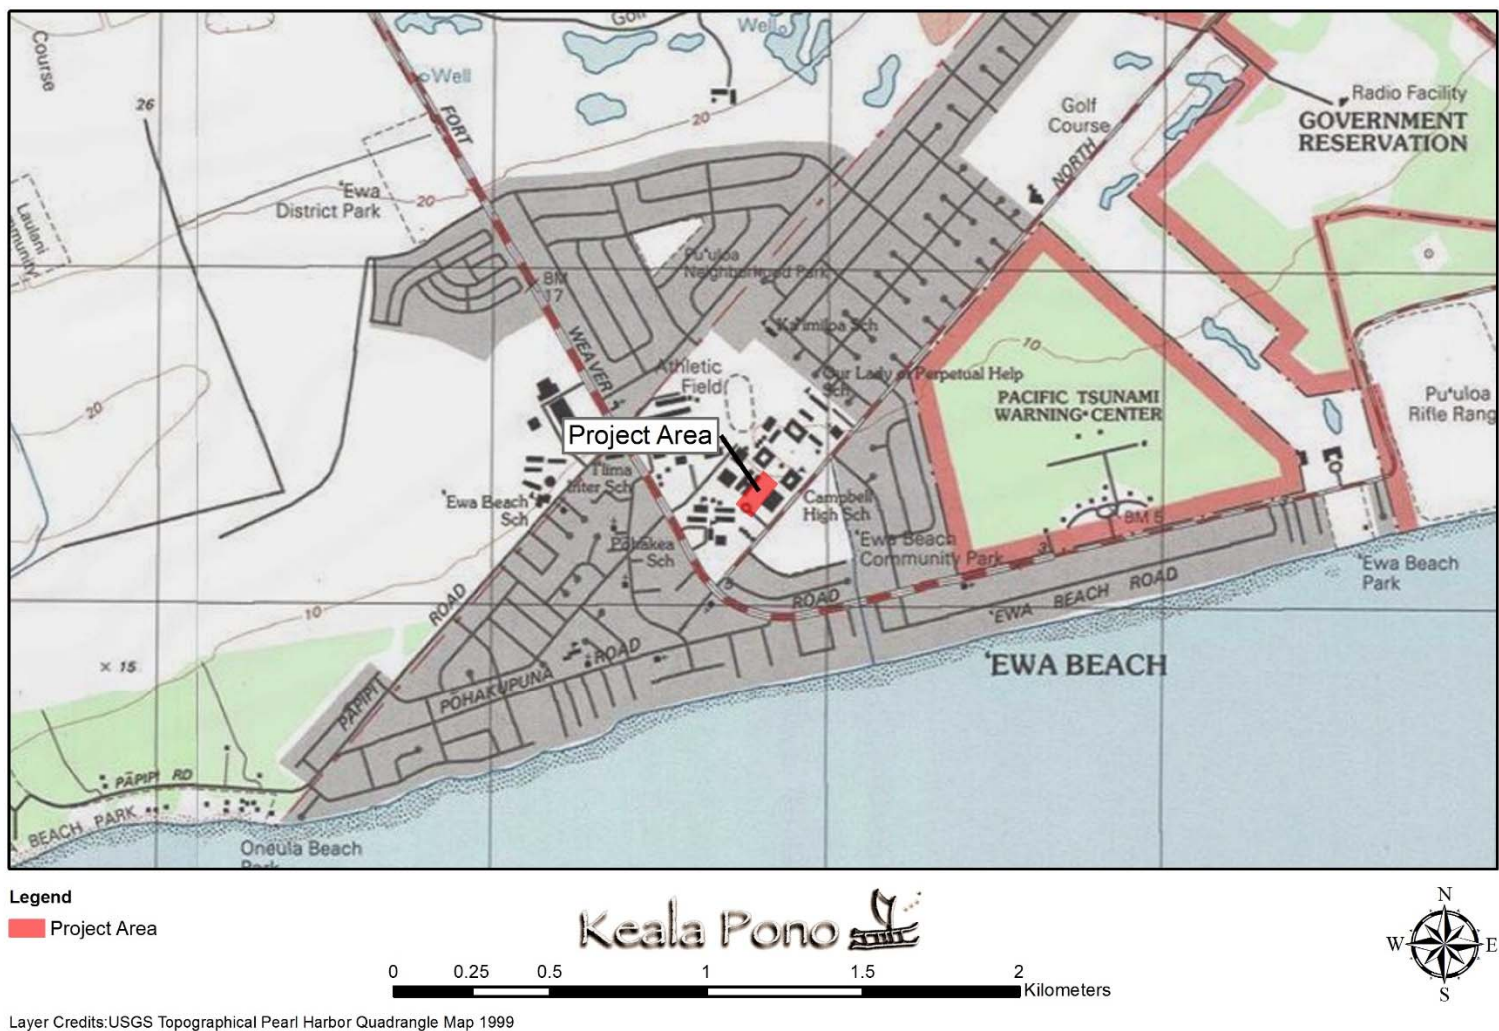 Course
Golf
Well
Well
26
FORT
20
Golf
Course
NORTH
Radio Facility
GOVERNMENT
RESERVATION
'Ewa
District Park
20
Laulani
BM
17
Pu'uloa
Neighborhood Park
WEAVER
Ka'imiloa Sch
Athletic
Field
Our Lady of Perpetual Help
Sch
10
PACIFIC TSUNAMI
WARNING CENTER
Pu'uloa
Rifle Rang
20
Project Area
'Ilima
Inter Sch
'Ewa Beach
Sch
Campbell
High Sch
BM 5
Pōhakea
Sch
'Ewa Beach
Community Park
3
'Ewa Beach
Park
10
ROAD
ROAD
'EWA BEACH ROAD
× 15
ROAD
PAPIPI
POHAKUPUNA
'EWA BEACH
PĀPIPI RD
BEACH PARK
Oneula Beach
Park
Legend
Project Area
Keala Pono
N
W
E
S
0 0.25 0.5 1 1.5 2
Kilometers
Layer Credits:USGS Topographical Pearl Harbor Quadrangle Map 1999